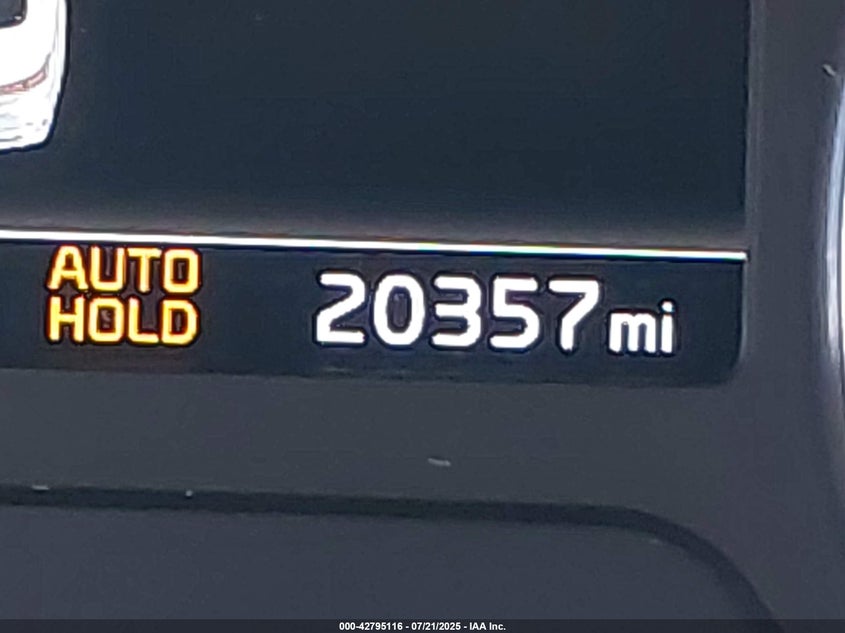 AUTO
HOLD
20357 mi
000-42795116 - 07/21/2025 - IAA Inc.